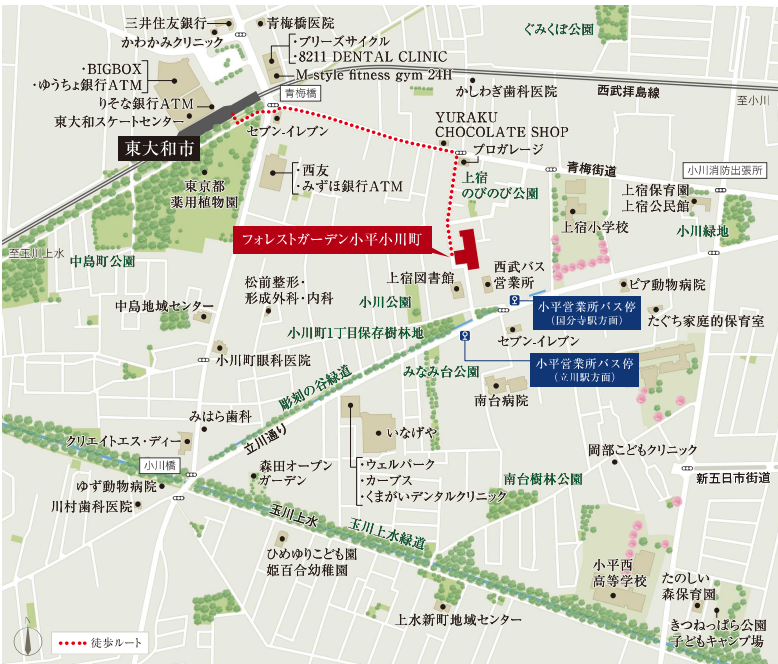 三井住友銀行
かわかみクリニック
青梅橋医院
・ブリーズサイクル
・8211 DENTAL CLINIC
M-style fitness gym 24H
ぐみくぼ公園
・BIGBOX
・ゆうちょ銀行ATM
りそな銀行ATM
東大和スケートセンター
青梅橋
かしわぎ歯科医院
西武拝島線
至小川
セブン-イレブン
YURAKU
CHOCOLATE SHOP
プロガレージ
東大和市
・西友
・みずほ銀行ATM
東京都
薬用植物園
上宿
のびのび公園
青梅街道
小川消防出張所
上宿保育園
上宿公民館
上宿小学校
小川緑地
フォレストガーデン小平小川町
至玉川上水
中島町公園
松前整形・
形成外科・内科
上宿図書館
西武バス
営業所
ピア動物病院
中島地域センター
小川公園
小平営業所バス停
(国分寺駅方面)
たぐち家庭的保育室
小川町1丁目保存樹林地
セブン-イレブン
小川町眼科医院
みなみ台公園
小平営業所バス停
(立川駅方面)
彫刻の谷緑道
南台病院
みはら歯科
立川通り
いなげや
クリエイトエス・ディー
小川橋
森田オープン
ガーデン
・ウェルパーク
・カーブス
・くまがいデンタルクリニック
岡部こどもクリニック
南台樹林公園
新五日市街道
ゆず動物病院
川村歯科医院
玉川上水
玉川上水緑道
ひめゆりこども園
姫百合幼稚園
小平西
高等学校
たのしい
森保育園
上水新町地域センター
きつねっぱら公園
子どもキャンプ場
徒歩ルート